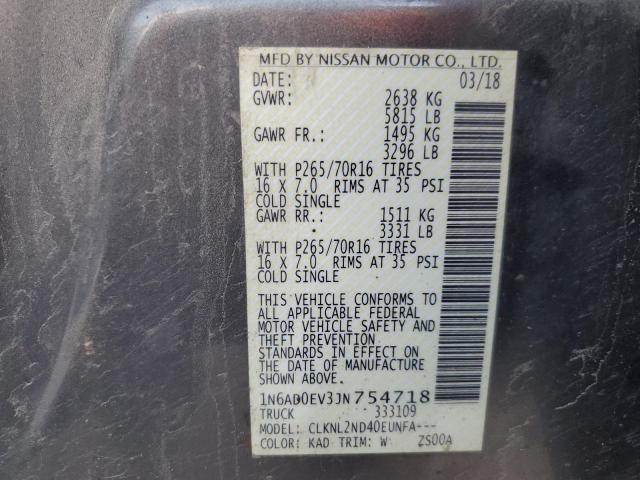 MFD BY NISSAN MOTOR CO., LTD.
DATE: 03/18
GVWR: 2638 KG
5815 LB
GAWR FR.: 1495 KG
3296 LB
WITH P265/70R16 TIRES
16 X 7.0 RIMS AT 35 PSI
COLD SINGLE
GAWR RR.: 1511 KG
3331 LB
WITH P265/70R16 TIRES
16 X 7.0 RIMS AT 35 PSI
COLD SINGLE
THIS VEHICLE CONFORMS TO
ALL APPLICABLE FEDERAL
MOTOR VEHICLE SAFETY AND
THEFT PREVENTION
STANDARDS IN EFFECT ON
THE DATE OF MANUFACTURE
SHOWN ABOVE.
1N6AD0EV3JN754718
TRUCK 333109
MODEL: CLKNL2ND40EUNFA---
COLOR: KAD TRIM: W ZS00A